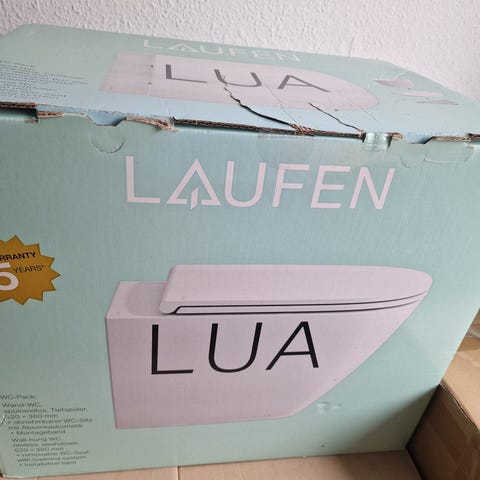 LAUFEN
LUA
LAUFEN
WARRANTY
5 YEARS*
LUA
WC-Pack:
Wand-WC,
spülrandlos, Tiefspüler,
520 x 360 mm
+ abnehmbarer WC-Sitz
mit Absenkautomatik
+ Montageband
Wall-hung WC,
rimless, washdown,
520 x 360 mm
+ removable WC-Seat
with lowering system
+ Installation tape